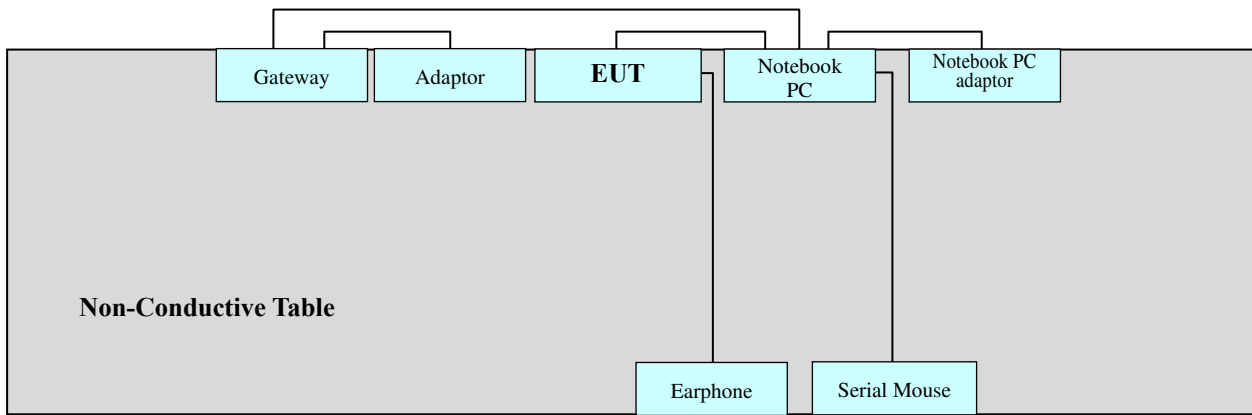 Gateway
Adaptor
EUT
Notebook
PC
Notebook PC
adaptor
Non-Conductive Table
Earphone
Serial Mouse